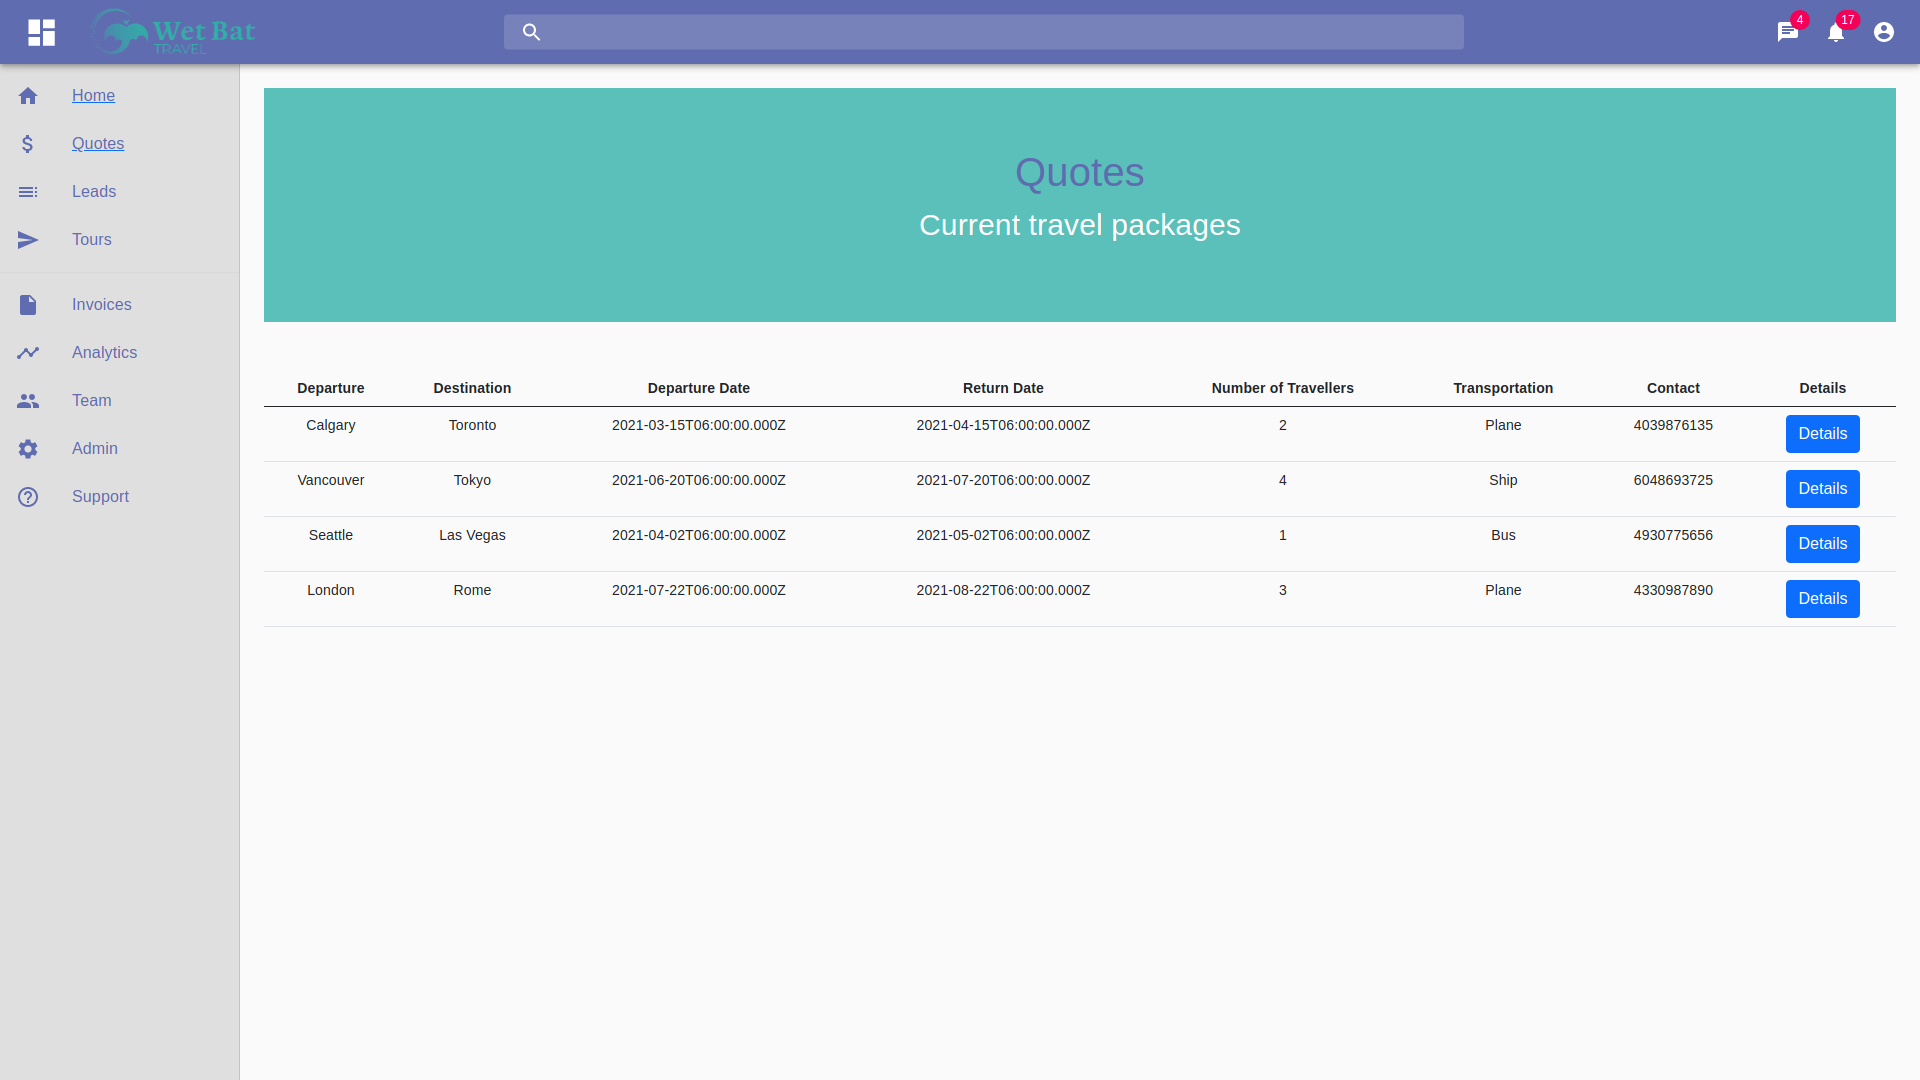 Wet Bat
TRAVEL
4
17
Home
Quotes
Leads
Tours
Invoices
Analytics
Team
Admin
Support
Quotes
Current travel packages
Departure Destination Departure Date Return Date Number of Travellers Transportation Contact Details
Calgary Toronto 2021-03-15T06:00:00.000Z 2021-04-15T06:00:00.000Z 2 Plane 4039876135 Details
Vancouver Tokyo 2021-06-20T06:00:00.000Z 2021-07-20T06:00:00.000Z 4 Ship 6048693725 Details
Seattle Las Vegas 2021-04-02T06:00:00.000Z 2021-05-02T06:00:00.000Z 1 Bus 4930775656 Details
London Rome 2021-07-22T06:00:00.000Z 2021-08-22T06:00:00.000Z 3 Plane 4330987890 Details